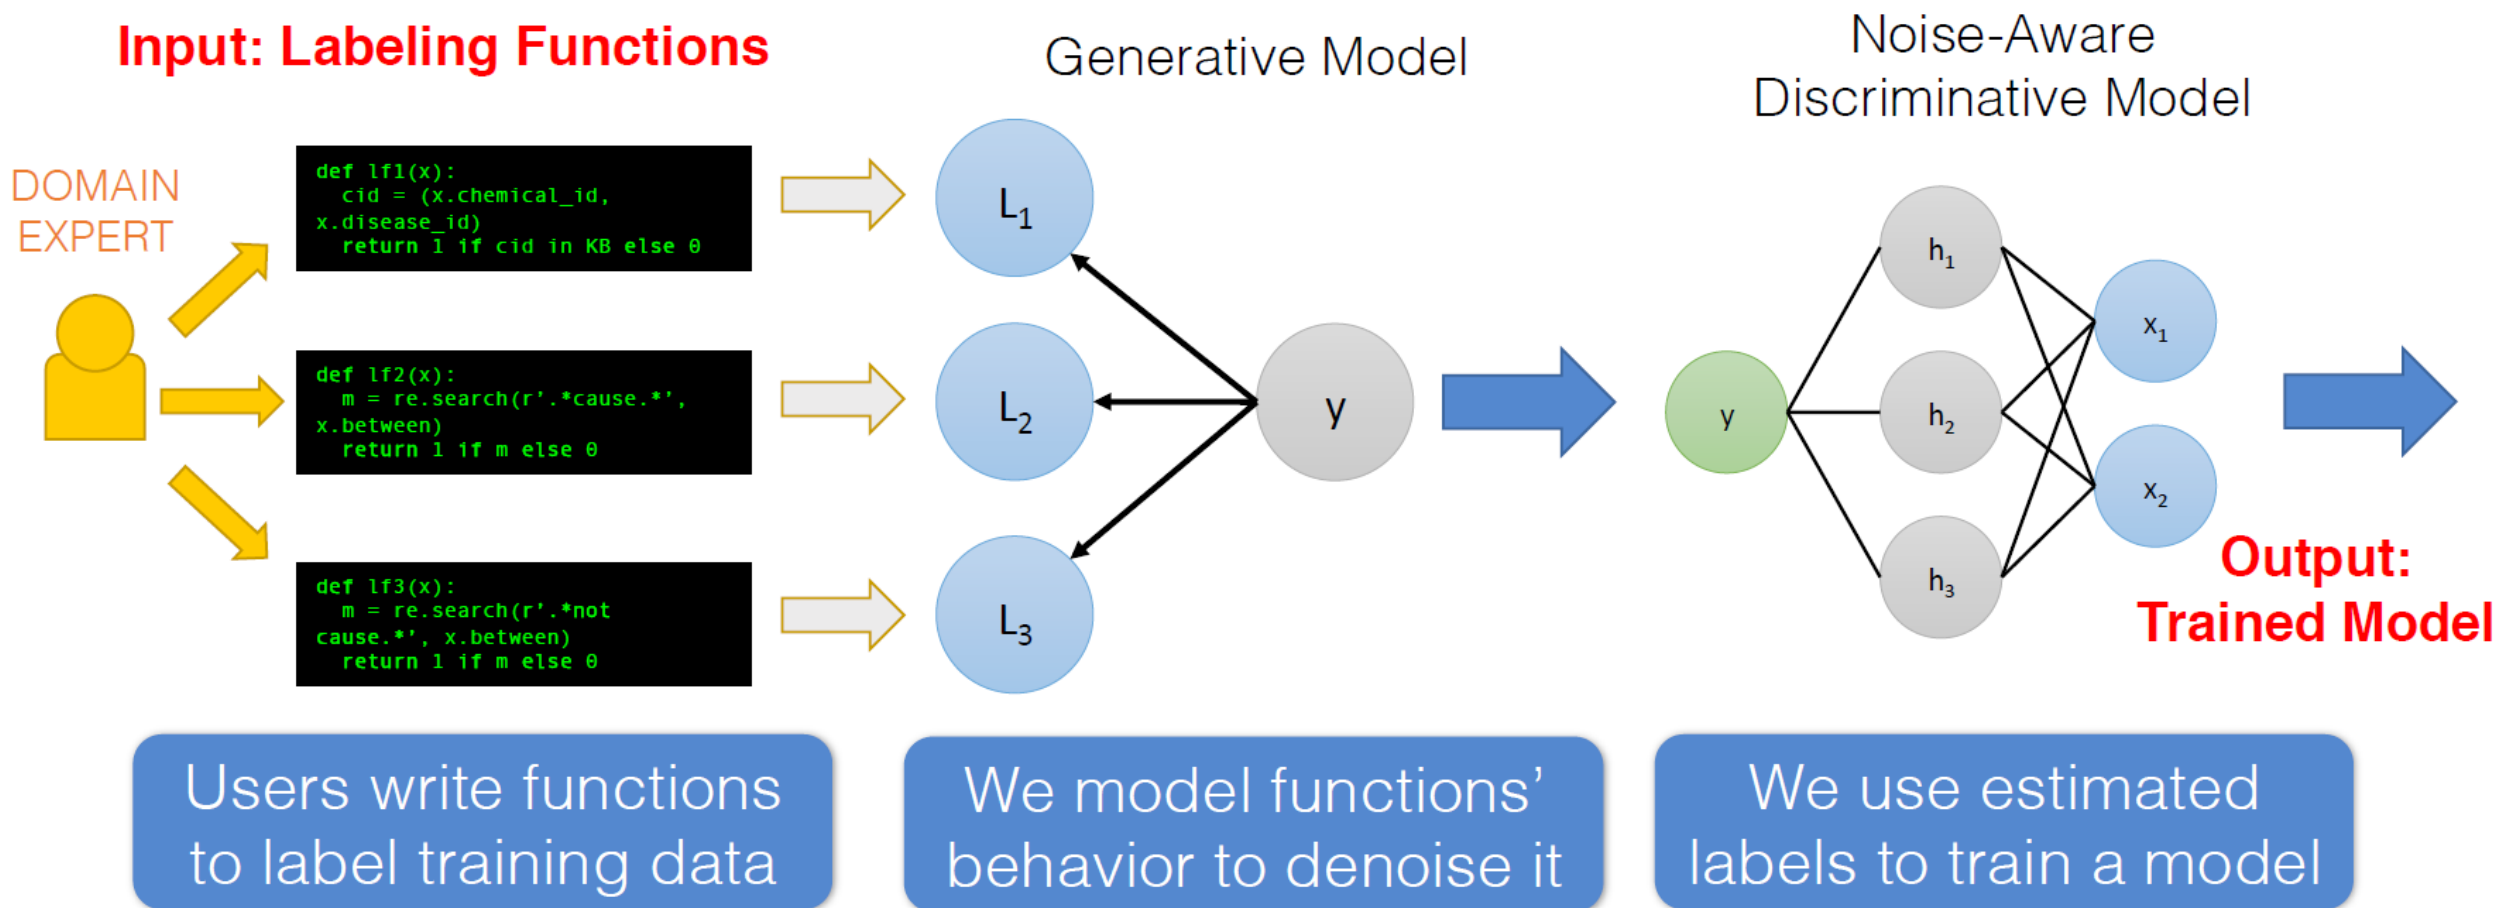 Input: Labeling Functions
Generative Model
Noise-Aware
Discriminative Model
DOMAIN
EXPERT
def lf1(x):
cid = (x.chemical_id,
x.disease_id)
return 1 if cid in KB else 0
def lf2(x):
m = re.search(r'.*cause.*',
x.between)
return 1 if m else 0
def lf3(x):
m = re.search(r'.*not
cause.*', x.between)
return 1 if m else 0
L1
L2
L3
y
y
h1
h2
h3
x1
x2
Output:
Trained Model
Users write functions
to label training data
We model functions’
behavior to denoise it
We use estimated
labels to train a model